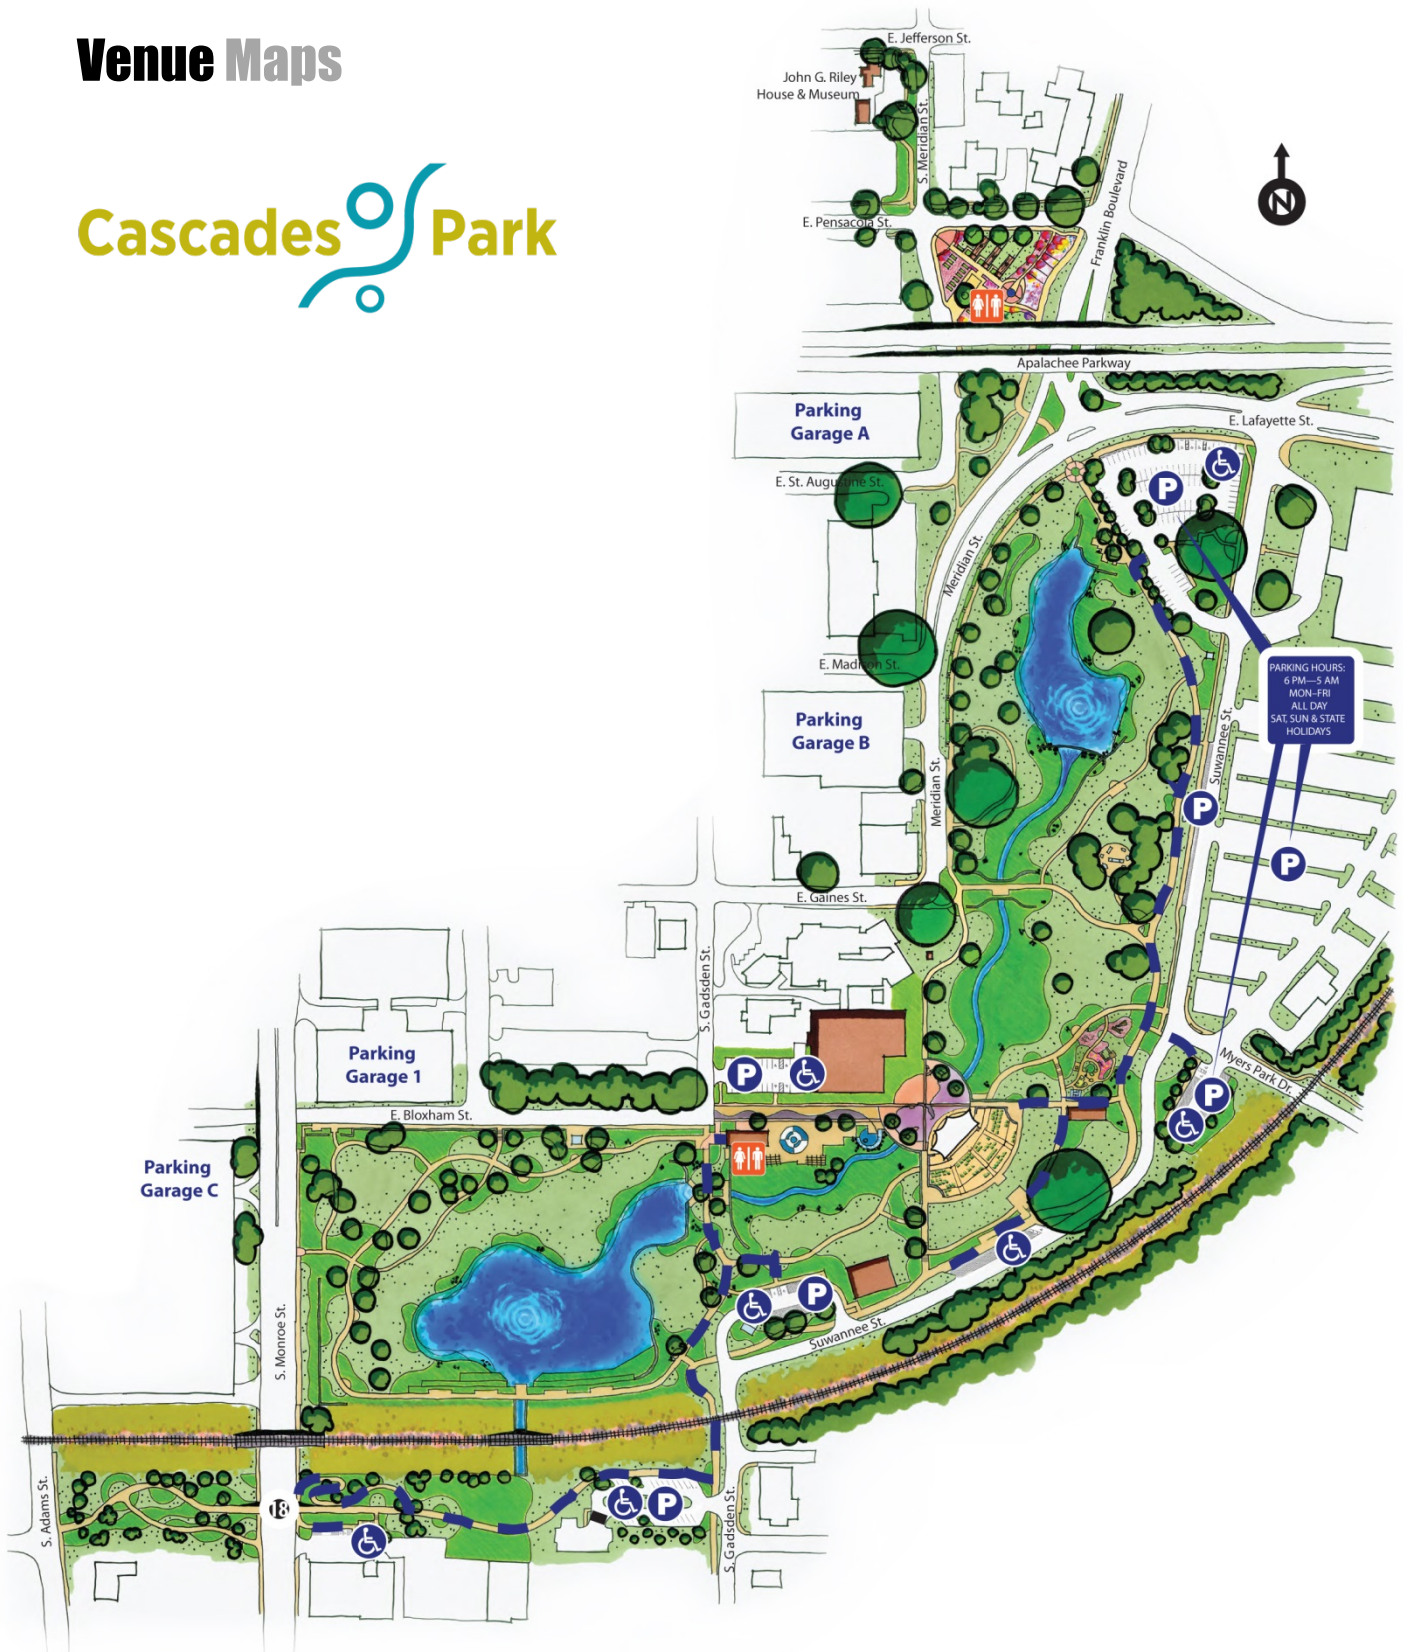 Venue Maps
Cascades Park
E. Jefferson St.
John G. Riley
House & Museum
S. Meridian St.
Franklin Boulevard
N
E. Pensacola St.
Apalachee Parkway
Parking
Garage A
E. Lafayette St.
E. St. Augustine St.
P
Meridian St.
E. Madison St.
PARKING HOURS:
6 PM—5 AM
MON–FRI
ALL DAY
SAT, SUN & STATE
HOLIDAYS
Parking
Garage B
Suwannee St.
Meridian St.
P
P
E. Gaines St.
S. Gadsden St.
Parking
Garage 1
P
Myers Park Dr.
P
E. Bloxham St.
Parking
Garage C
P
S. Monroe St.
Suwannee St.
S. Adams St.
18
P
S. Gadsden St.